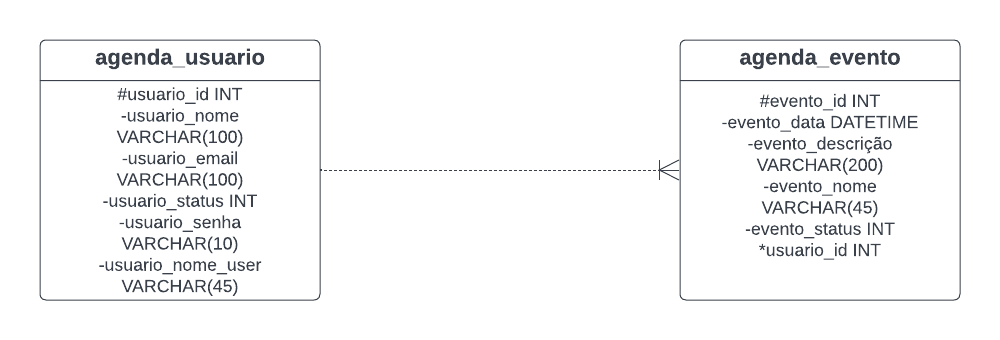 agenda_usuario
#usuario_id INT
-usuario_nome
VARCHAR(100)
-usuario_email
VARCHAR(100)
-usuario_status INT
-usuario_senha
VARCHAR(10)
-usuario_nome_user
VARCHAR(45)
agenda_evento
#evento_id INT
-evento_data DATETIME
-evento_descrição
VARCHAR(200)
-evento_nome
VARCHAR(45)
-evento_status INT
*usuario_id INT